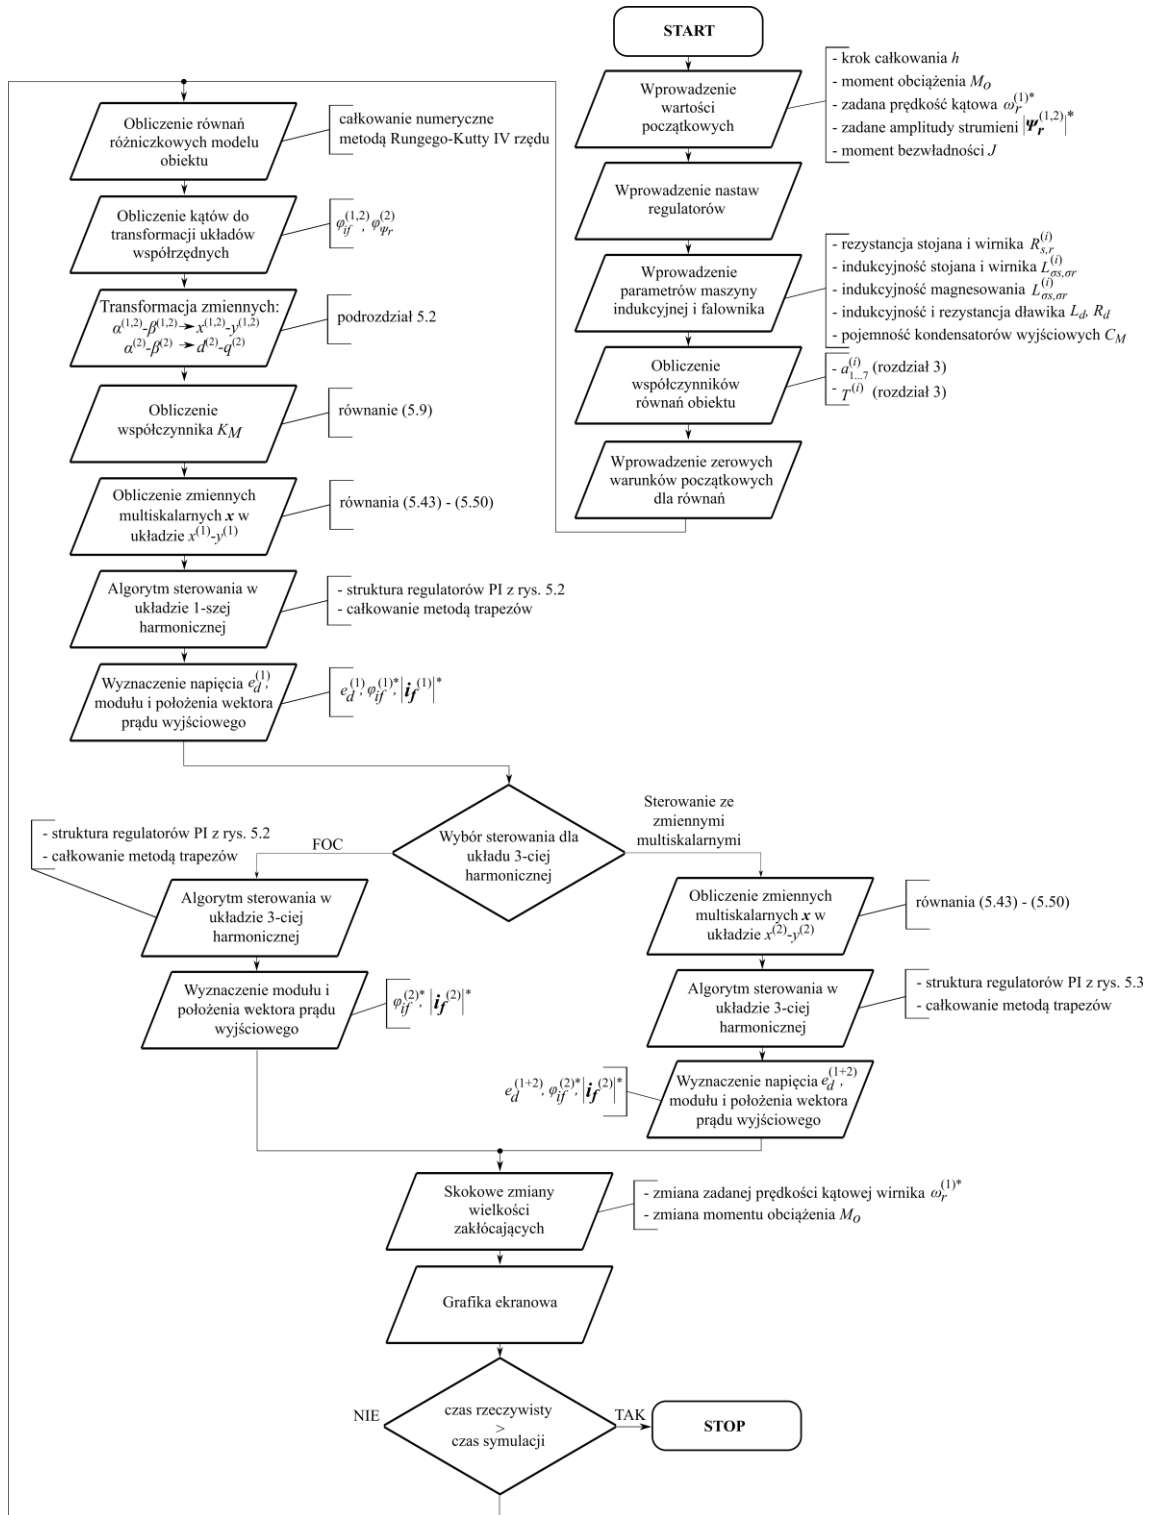 START
Wprowadzenie
wartości
początkowych
- krok całkowania h
- moment obciążenia M_o
- zadana prędkość kątowa ω_r^(1)*
- zadane amplitudy strumieni |Ψ_r^(1,2)|*
- moment bezwładności J
Wprowadzenie nastaw
regulatorów
Wprowadzenie
parametrów maszyny
indukcyjnej i falownika
- rezystancja stojana i wirnika R_s,r^(i)
- indukcyjność stojana i wirnika L_σs,σr^(i)
- indukcyjność magnesowania L_σs,σr^(i)
- indukcyjność i rezystancja dławika L_d, R_d
- pojemność kondensatorów wyjściowych C_M
Obliczenie
współczynników
równań obiektu
- a_1...7^(i) (rozdział 3)
- T^(i) (rozdział 3)
Wprowadzenie zerowych
warunków początkowych
dla równań
Obliczenie równań
różniczkowych modelu
obiektu
całkowanie numeryczne
metodą Rungego-Kutty IV rzędu
Obliczenie kątów do
transformacji układów
współrzędnych
φ_if^(1,2), φ_Ψr^(2)
Transformacja zmiennych:
α^(1,2)-β^(1,2)→x^(1,2)-y^(1,2)
α^(2)-β^(2)→d^(2)-q^(2)
podrozdział 5.2
Obliczenie
współczynnika K_M
równanie (5.9)
Obliczenie zmiennych
multiskalarnych x w
układzie x^(1)-y^(1)
równania (5.43) - (5.50)
Algorytm sterowania w
układzie 1-szej
harmonicznej
- struktura regulatorów PI z rys. 5.2
- całkowanie metodą trapezów
Wyznaczenie napięcia e_d^(1),
modułu i położenia wektora
prądu wyjściowego
e_d^(1), φ_if^(1)*, |i_f^(1)|*
Wybór sterowania dla
układu 3-ciej
harmonicznej
FOC
Sterowanie ze
zmiennymi
multiskalarnymi
- struktura regulatorów PI z rys. 5.2
- całkowanie metodą trapezów
Algorytm sterowania w
układzie 3-ciej
harmonicznej
Wyznaczenie modułu i
położenia wektora prądu
wyjściowego
φ_if^(2)*, |i_f^(2)|*
Obliczenie zmiennych
multiskalarnych x w
układzie x^(2)-y^(2)
równania (5.43) - (5.50)
Algorytm sterowania w
układzie 3-ciej
harmonicznej
- struktura regulatorów PI z rys. 5.3
- całkowanie metodą trapezów
Wyznaczenie napięcia e_d^(1+2),
modułu i położenia wektora
prądu wyjściowego
e_d^(1+2), φ_if^(2)*, |i_f^(2)|*
Skokowe zmiany
wielkości
zakłócających
- zmiana zadanej prędkości kątowej wirnika ω_r^(1)*
- zmiana momentu obciążenia M_o
Grafika ekranowa
czas rzeczywisty
>
czas symulacji
NIE
TAK
STOP